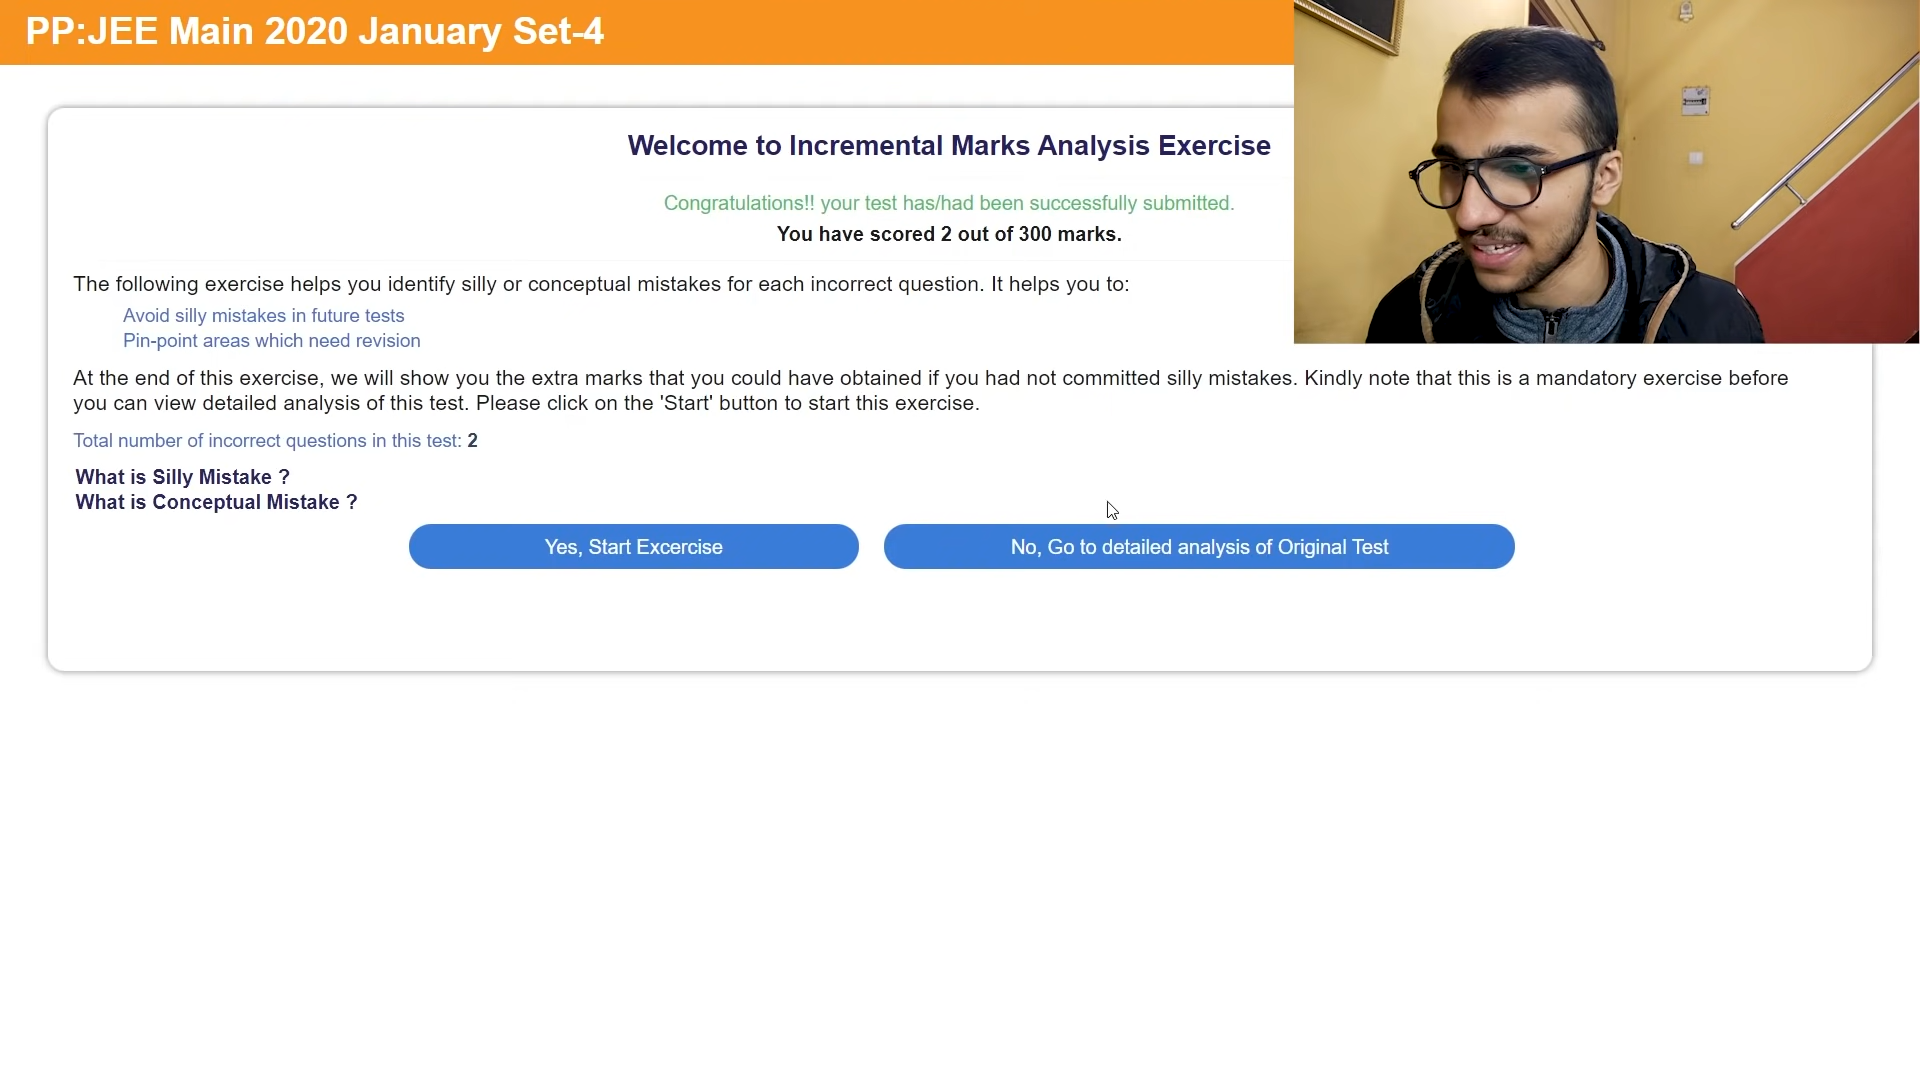 PP:JEE Main 2020 January Set-4
Welcome to Incremental Marks Analysis Exercise
Congratulations!! your test has/had been successfully submitted.
You have scored 2 out of 300 marks.
The following exercise helps you identify silly or conceptual mistakes for each incorrect question. It helps you to:
Avoid silly mistakes in future tests
Pin-point areas which need revision
At the end of this exercise, we will show you the extra marks that you could have obtained if you had not committed silly mistakes. Kindly note that this is a mandatory exercise before
you can view detailed analysis of this test. Please click on the 'Start' button to start this exercise.
Total number of incorrect questions in this test: 2
What is Silly Mistake ?
What is Conceptual Mistake ?
Yes, Start Excercise
No, Go to detailed analysis of Original Test